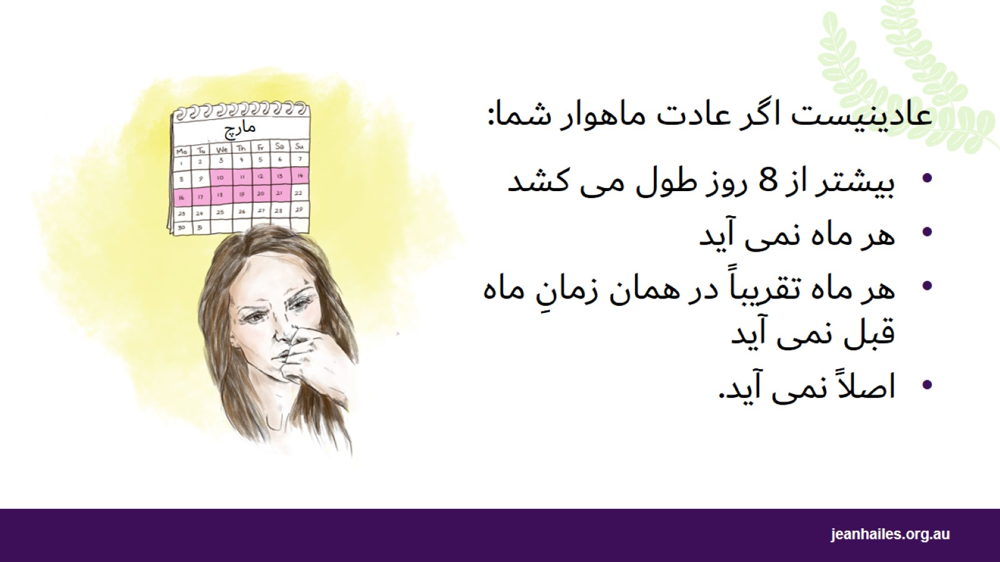 عادینیست اگر عادت ماهوار شما:
بیشتر از 8 روز طول می کشد
هر ماه نمی آید
هر ماه تقریباً در همان زمانِ ماه
قبل نمی آید
اصلاً نمی آید.
مارچ
Mo Tu We Th Fr Sa Su
1 2 3 4 5 6 7
8 9 10 11 12 13 14
16 17 18 19 20 21 22
23 24 25 26 27 28 29
30 31
jeanhailes.org.au